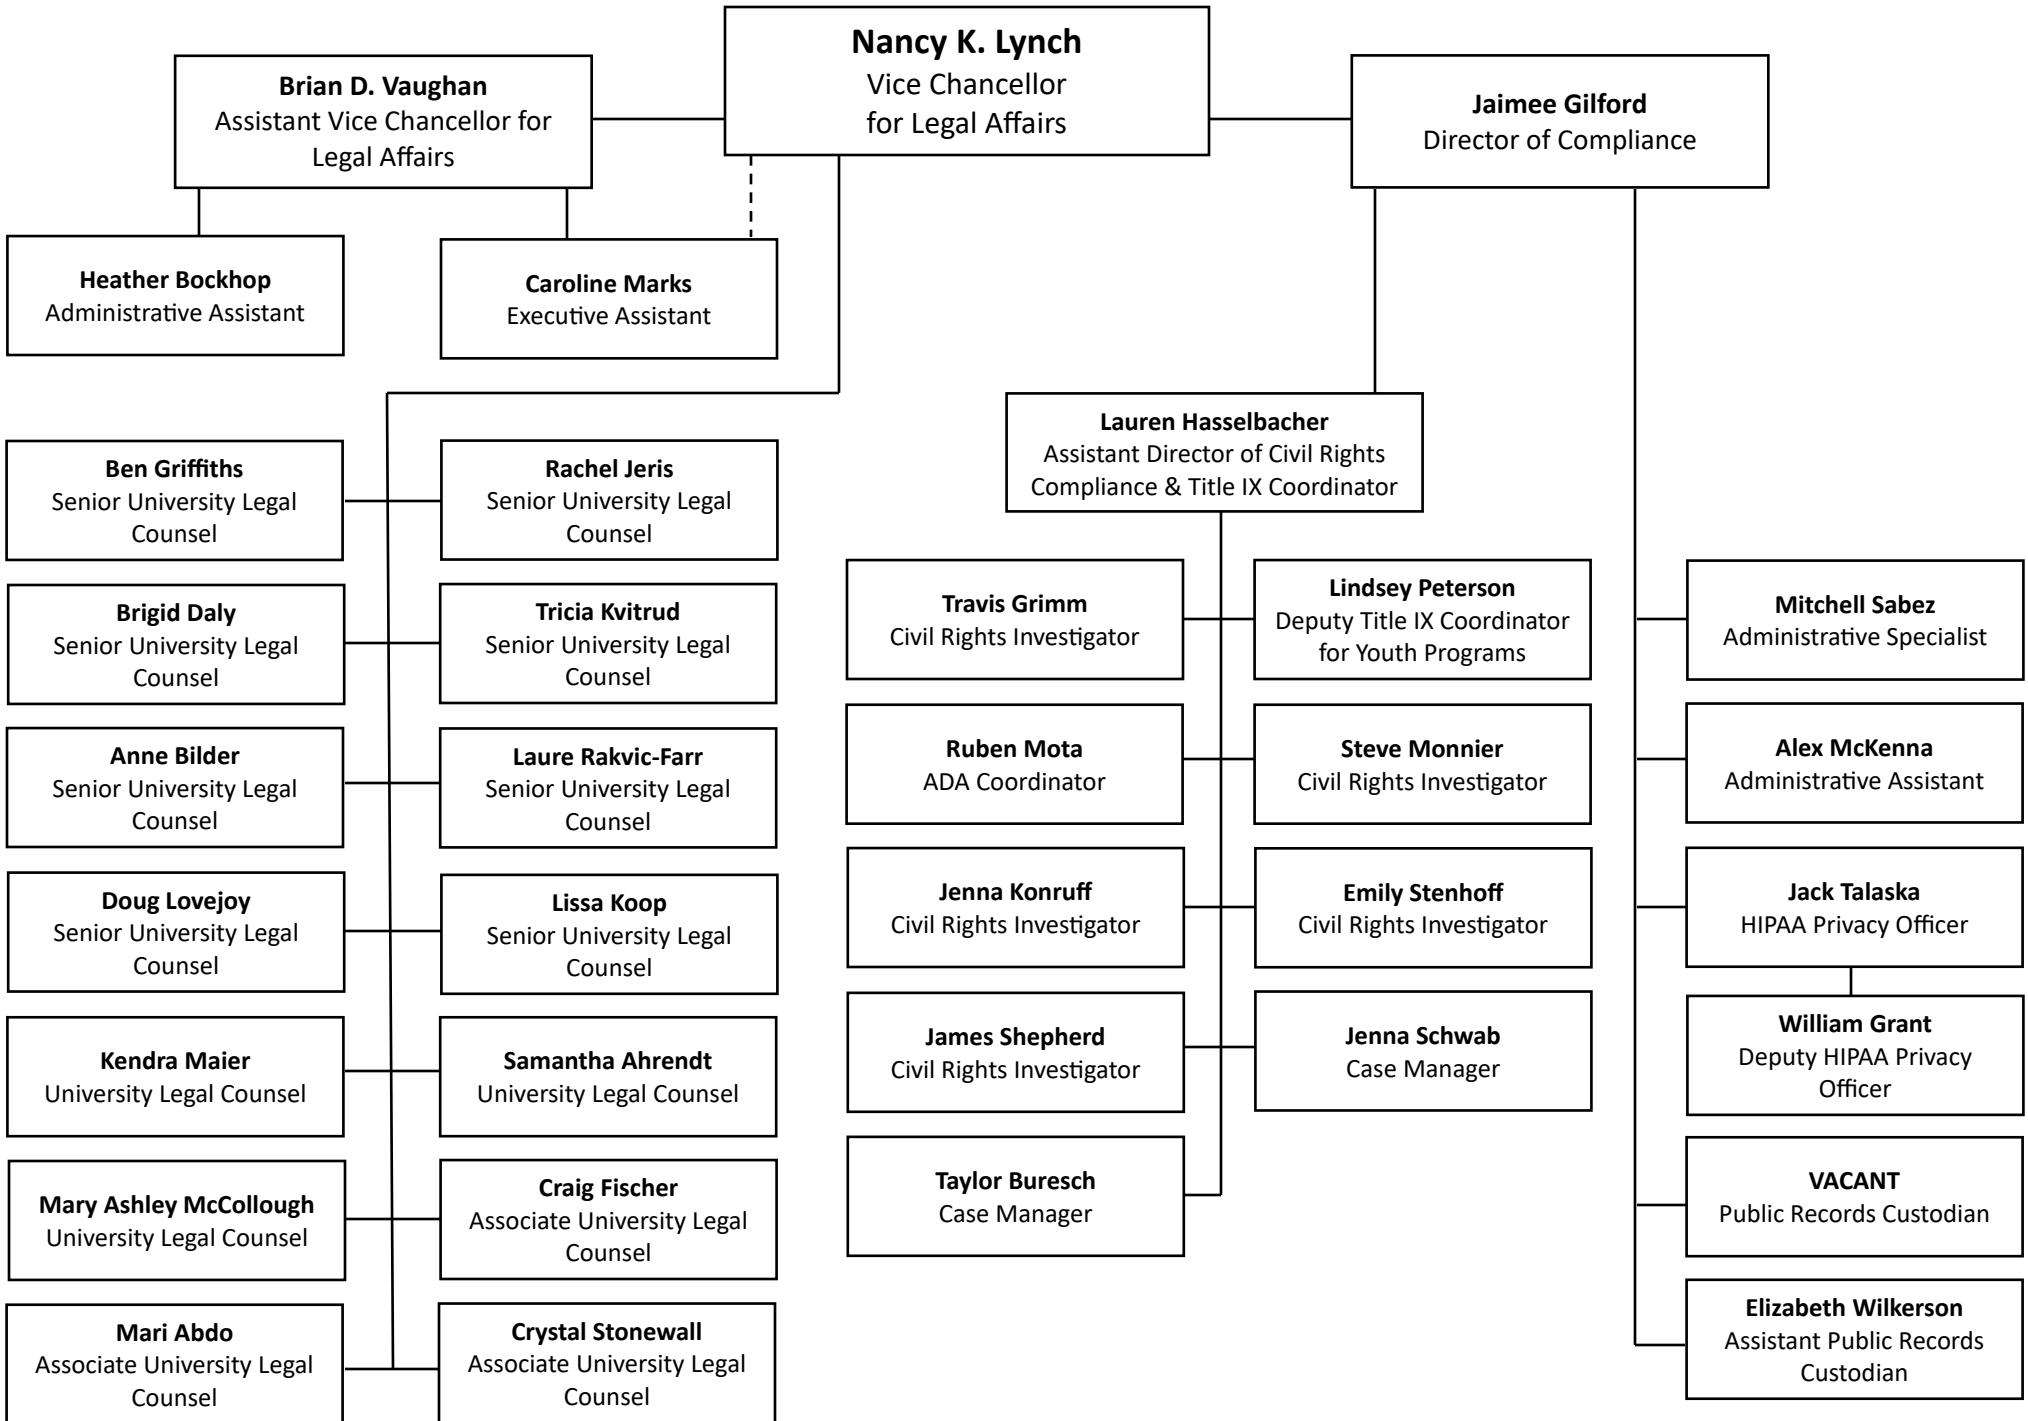 Nancy K. Lynch
Vice Chancellor
for Legal Affairs
Brian D. Vaughan
Assistant Vice Chancellor for
Legal Affairs
Jaimee Gilford
Director of Compliance
Heather Bockhop
Administrative Assistant
Caroline Marks
Executive Assistant
Lauren Hasselbacher
Assistant Director of Civil Rights
Compliance & Title IX Coordinator
Ben Griffiths
Senior University Legal
Counsel
Rachel Jeris
Senior University Legal
Counsel
Brigid Daly
Senior University Legal
Counsel
Tricia Kvitrud
Senior University Legal
Counsel
Anne Bilder
Senior University Legal
Counsel
Laure Rakvic-Farr
Senior University Legal
Counsel
Doug Lovejoy
Senior University Legal
Counsel
Lissa Koop
Senior University Legal
Counsel
Kendra Maier
University Legal Counsel
Samantha Ahrendt
University Legal Counsel
Mary Ashley McCollough
University Legal Counsel
Craig Fischer
Associate University Legal
Counsel
Mari Abdo
Associate University Legal
Counsel
Crystal Stonewall
Associate University Legal
Counsel
Travis Grimm
Civil Rights Investigator
Lindsey Peterson
Deputy Title IX Coordinator
for Youth Programs
Ruben Mota
ADA Coordinator
Steve Monnier
Civil Rights Investigator
Jenna Konruff
Civil Rights Investigator
Emily Stenhoff
Civil Rights Investigator
James Shepherd
Civil Rights Investigator
Jenna Schwab
Case Manager
Taylor Buresch
Case Manager
Mitchell Sabez
Administrative Specialist
Alex McKenna
Administrative Assistant
Jack Talaska
HIPAA Privacy Officer
William Grant
Deputy HIPAA Privacy
Officer
VACANT
Public Records Custodian
Elizabeth Wilkerson
Assistant Public Records
Custodian